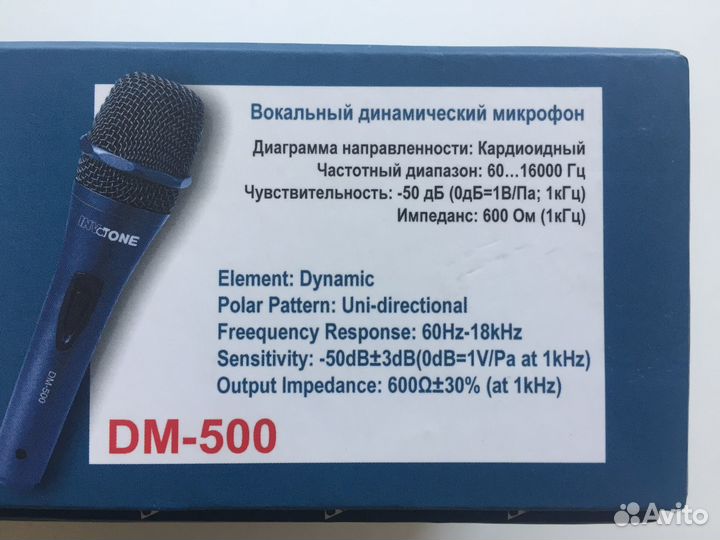 Вокальный динамический микрофон
Диаграмма направленности: Кардиоидный
Частотный диапазон: 60...16000 Гц
Чувствительность: -50 дБ (0дБ=1В/Па; 1кГц)
Импеданс: 600 Ом (1кГц)
INVOTONE
DM-500
Element: Dynamic
Polar Pattern: Uni-directional
Freequency Response: 60Hz-18kHz
Sensitivity: -50dB±3dB(0dB=1V/Pa at 1kHz)
Output Impedance: 600Ω±30% (at 1kHz)
DM-500
Avito